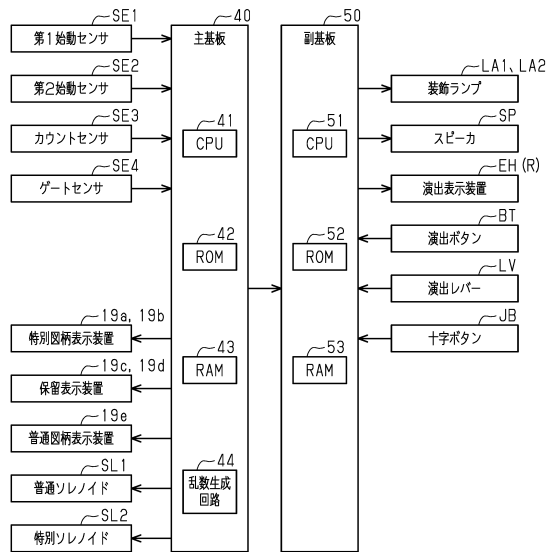 SE1
第1始動センサ
SE2
第2始動センサ
SE3
カウントセンサ
SE4
ゲートセンサ
19a, 19b
特別図柄表示装置
19c, 19d
保留表示装置
19e
普通図柄表示装置
SL1
普通ソレノイド
SL2
特別ソレノイド
40
主基板
41
CPU
42
ROM
43
RAM
44
乱数生成
回路
50
副基板
51
CPU
52
ROM
53
RAM
LA1、LA2
装飾ランプ
SP
スピーカ
EH(R)
演出表示装置
BT
演出ボタン
LV
演出レバー
JB
十字ボタン